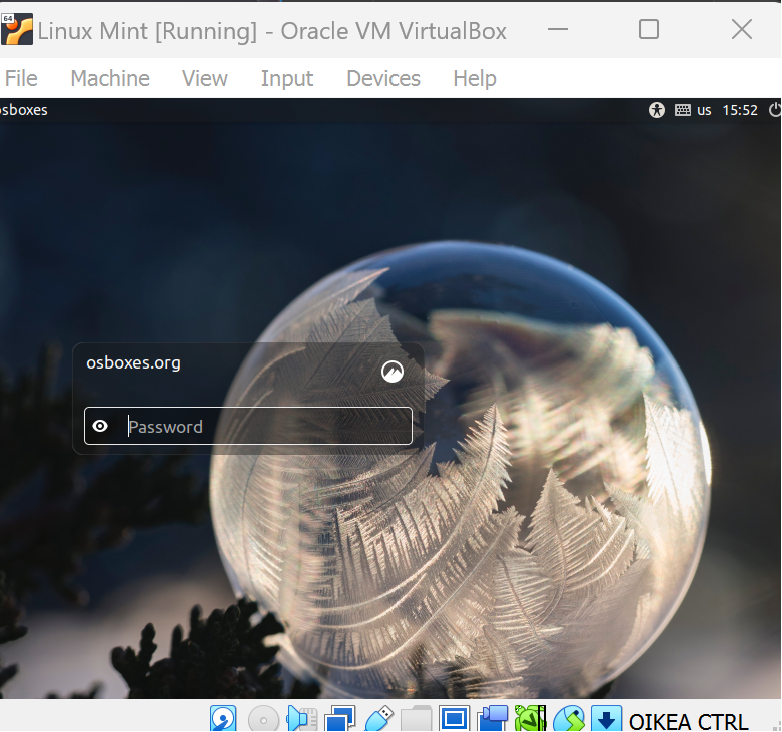 64
Linux Mint [Running] - Oracle VM VirtualBox
File Machine View Input Devices Help
osboxes us 15:52
osboxes.org
Password
OIKEA CTRL